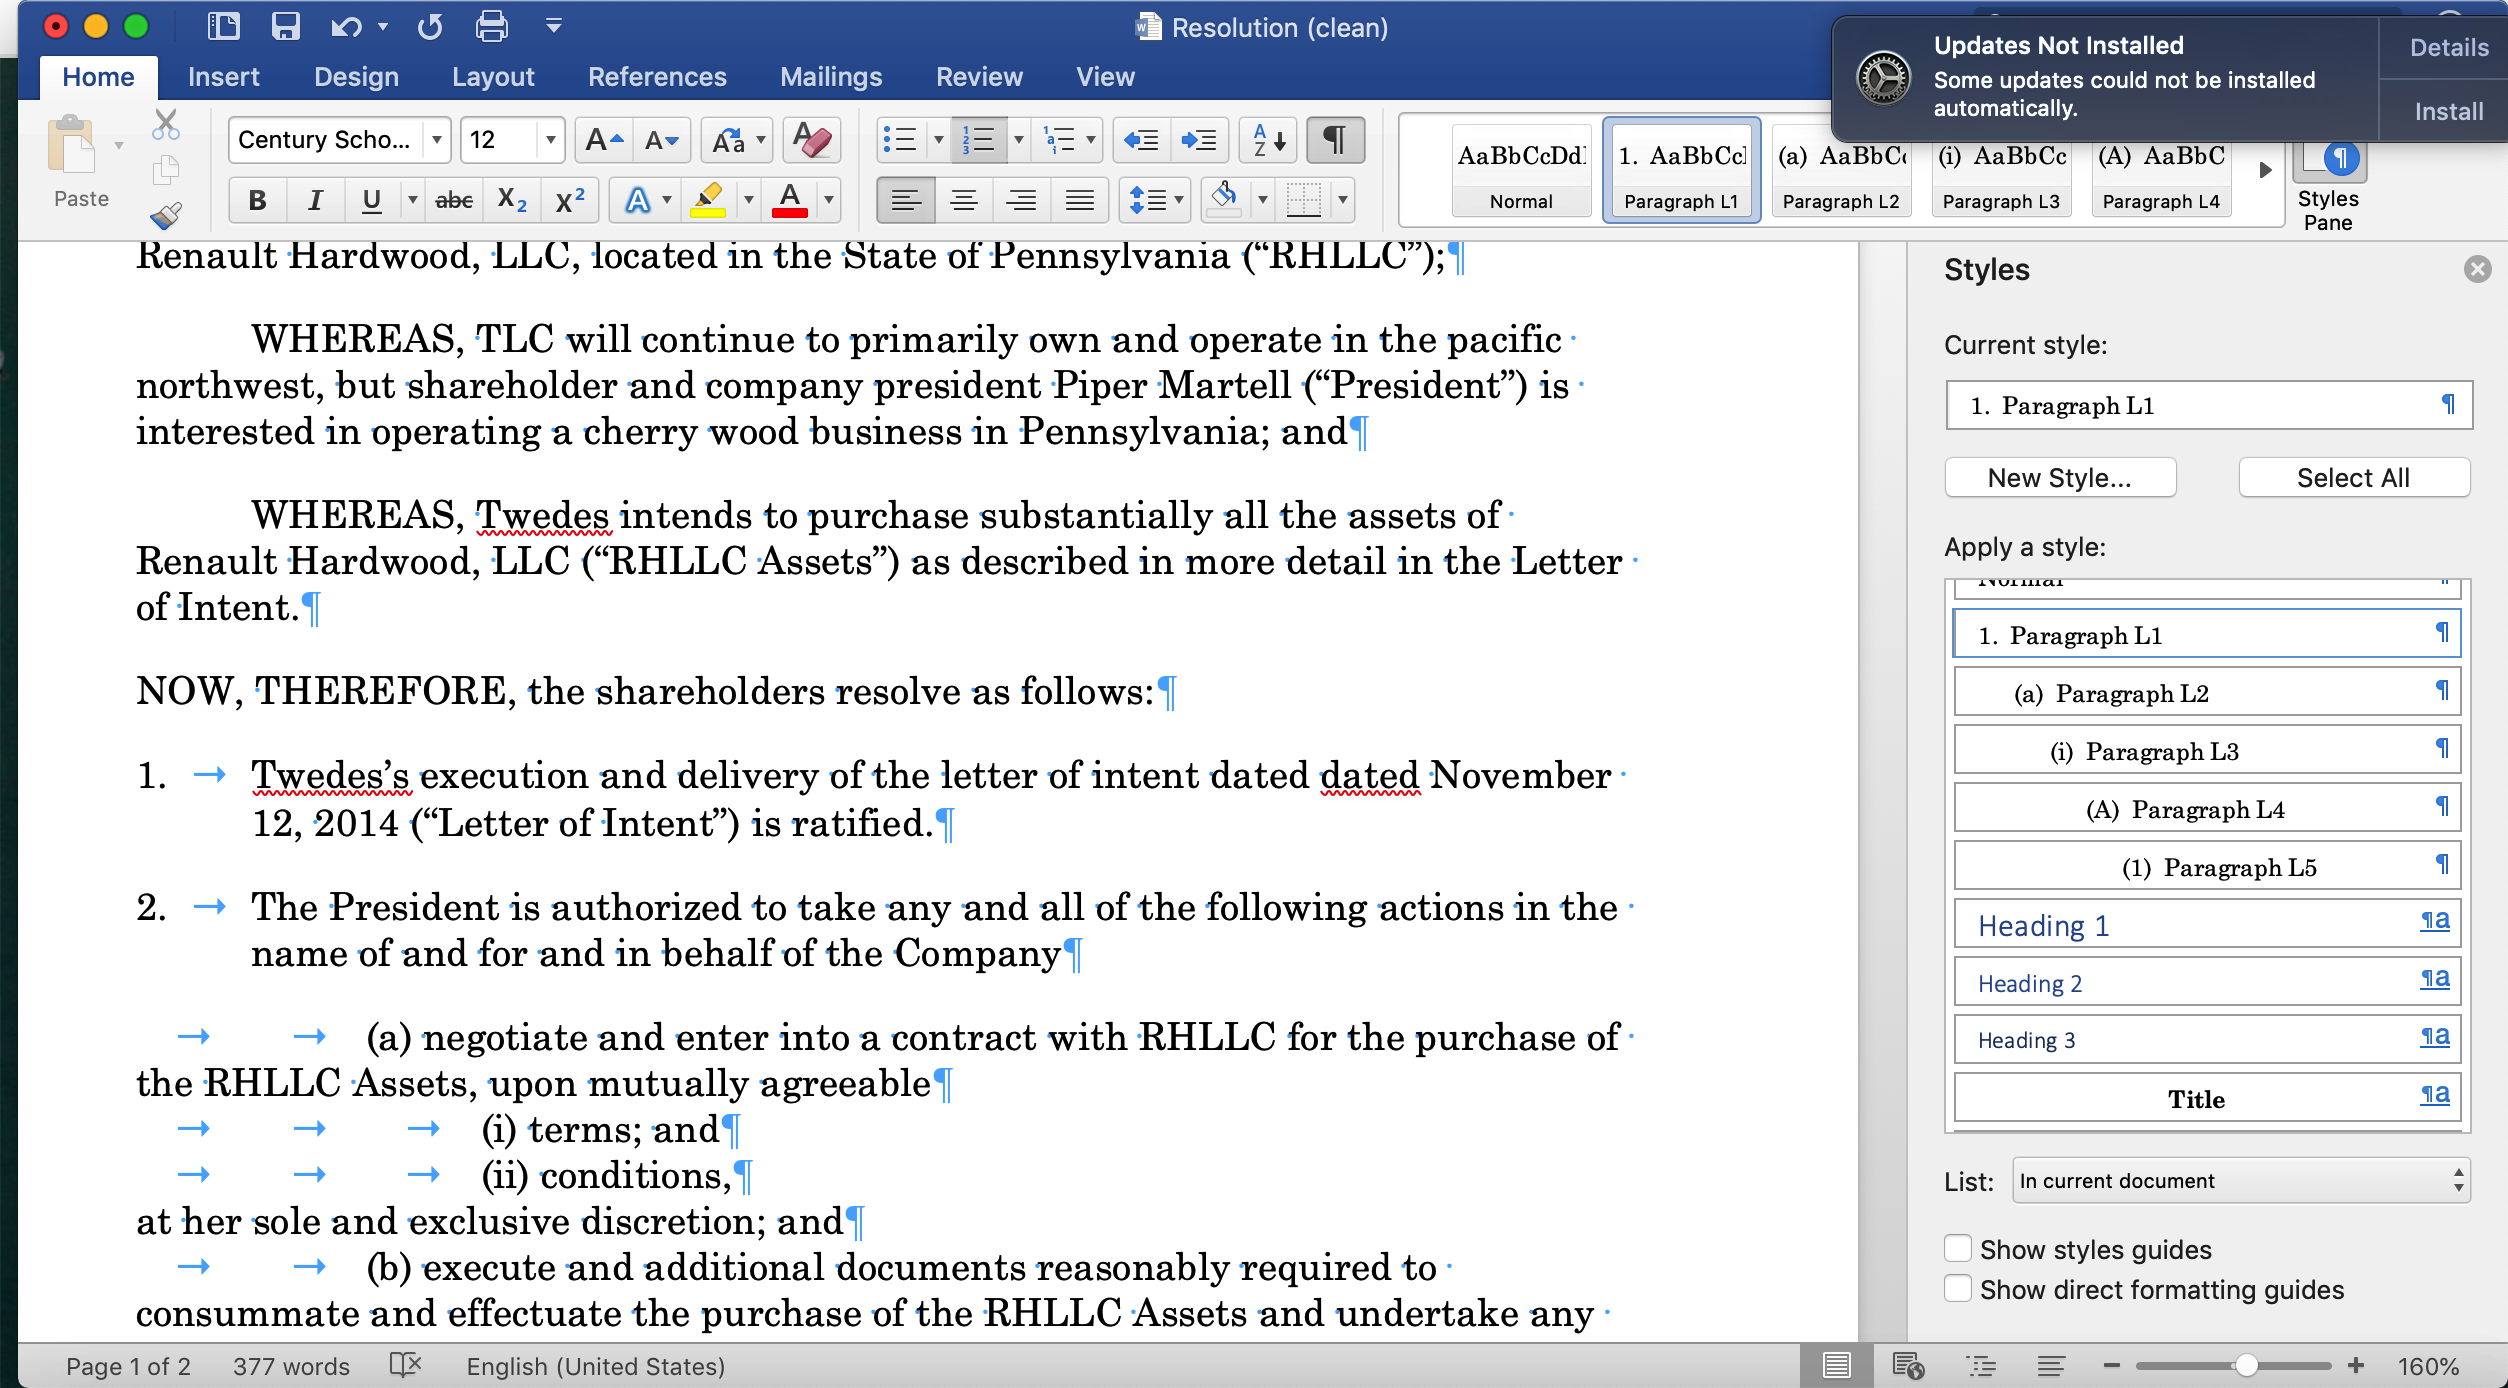 Resolution (clean)
Updates Not Installed
Some updates could not be installed
automatically.
Details
Install
Home Insert Design Layout References Mailings Review View
Paste
Century Scho... 12
AaBbCcDd Normal
1. AaBbCc Paragraph L1
(a) AaBbC Paragraph L2
(i) AaBbCc Paragraph L3
(A) AaBbC Paragraph L4
Styles
Pane
Renault Hardwood, LLC, located in the State of Pennsylvania (“RHLLC”);¶
WHEREAS, TLC will continue to primarily own and operate in the pacific
northwest, but shareholder and company president Piper Martell (“President”) is
interested in operating a cherry wood business in Pennsylvania; and¶
WHEREAS, Twedes intends to purchase substantially all the assets of
Renault Hardwood, LLC (“RHLLC Assets”) as described in more detail in the Letter
of Intent.¶
NOW, THEREFORE, the shareholders resolve as follows:¶
1. → Twedes’s execution and delivery of the letter of intent dated dated November
12, 2014 (“Letter of Intent”) is ratified.¶
2. → The President is authorized to take any and all of the following actions in the
name of and for and in behalf of the Company¶
→ → (a) negotiate and enter into a contract with RHLLC for the purchase of
the RHLLC Assets, upon mutually agreeable¶
→ → → (i) terms; and¶
→ → → (ii) conditions,¶
at her sole and exclusive discretion; and¶
→ → (b) execute and additional documents reasonably required to
consummate and effectuate the purchase of the RHLLC Assets and undertake any
Styles
Current style:
1. Paragraph L1 ¶
New Style... Select All
Apply a style:
Normal ¶
1. Paragraph L1 ¶
(a) Paragraph L2 ¶
(i) Paragraph L3 ¶
(A) Paragraph L4 ¶
(1) Paragraph L5 ¶
Heading 1 ¶a
Heading 2 ¶a
Heading 3 ¶a
Title ¶a
List: In current document
Show styles guides
Show direct formatting guides
Page 1 of 2 377 words English (United States) 160%